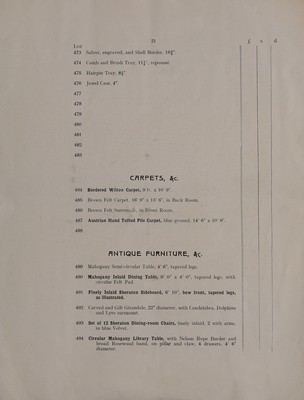 25 £ s d
Lot
473 Salver, engraved, and Shell Border, 10¾″.
474 Comb and Brush Tray, 11¼″, repoussé
475 Hairpin Tray, 8¾″
476 Jewel Case, 4″
477
478
479
480
481
482
483
CARPETS, &c.
484 Bordered Wilton Carpet, 9 ft. x 10′ 9″.
485 Brown Felt Carpet, 16′ 9″ x 13′ 6″, in Back Room.
486 Brown Felt in Front Room.
487 Austrian Hand Tufted Pile Carpet, blue ground, 14′ 6″ x 10′ 9″.
488
ANTIQUE FURNITURE, &c.
489 Mahogany Semi-circular Table, 4′ 6″, tapered legs.
490 Mahogany Inlaid Dining Table, 6′ 0″ x 4′ 0″, tapered legs, with
circular Felt Pad.
491 Finely Inlaid Sheraton Sideboard, 6′ 10″, bow front, tapered legs,
as illustrated.
492 Carved and Gilt Girandole, 22″ diameter, with Candelabra, Dolphins
and Lyre surmount.
493 Set of 12 Sheraton Dining-room Chairs, finely inlaid, 2 with arms,
in blue Velvet.
494 Circular Mahogany Library Table, with Nelson Rope Border and
broad Rosewood band, on pillar and claw, 4 drawers, 4′ 6″
diameter.